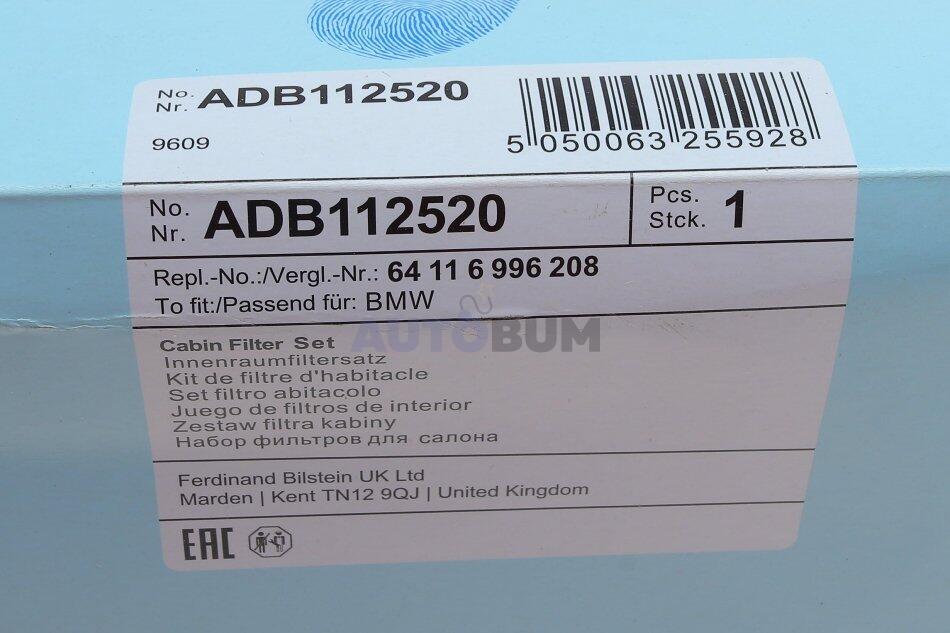 No.
Nr. ADB112520
9609
5 050063 255928
No.
Nr. ADB112520
Pcs.
Stck. 1
Repl.-No.:/Vergl.-Nr.: 64 11 6 996 208
To fit:/Passend für: BMW
AUTOBUM
Cabin Filter Set
Innenraumfiltersatz
Kit de filtre d'habitacle
Set filtro abitacolo
Juego de filtros de interior
Zestaw filtra kabiny
Набор фильтров для салона
Ferdinand Bilstein UK Ltd
Marden | Kent TN12 9QJ | United Kingdom
EAC